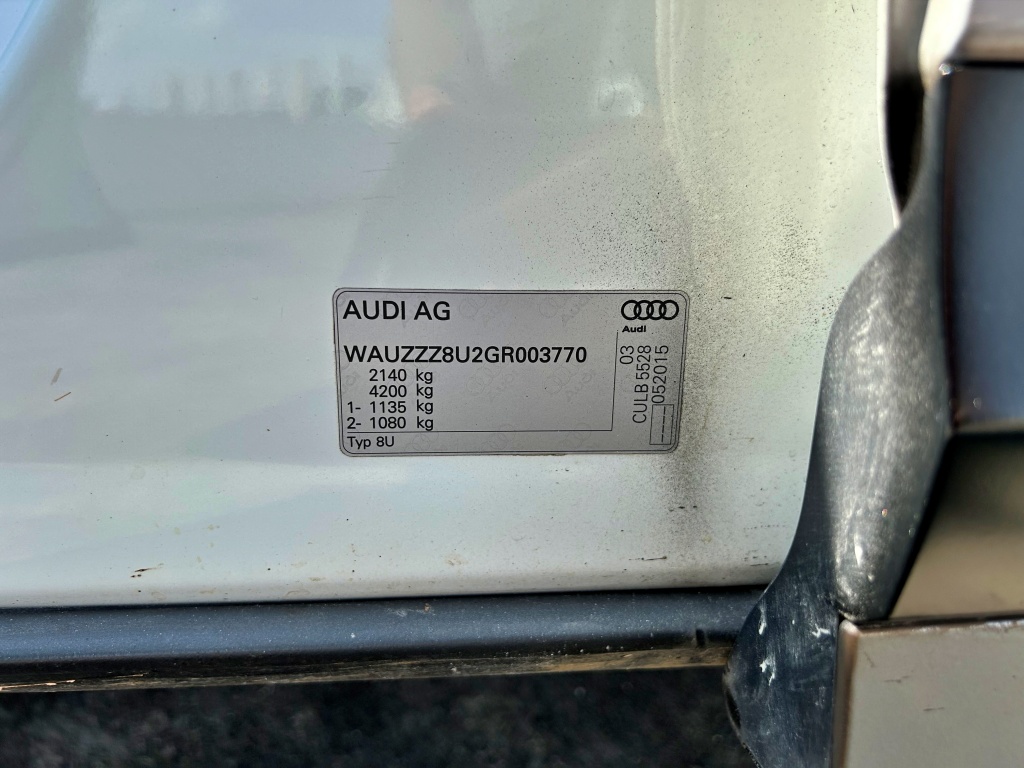 AUDI AG
Audi
WAUZZZ8U2GR003770
2140 kg
4200 kg
1- 1135 kg
2- 1080 kg
Typ 8U
03
CULB 5528
052015